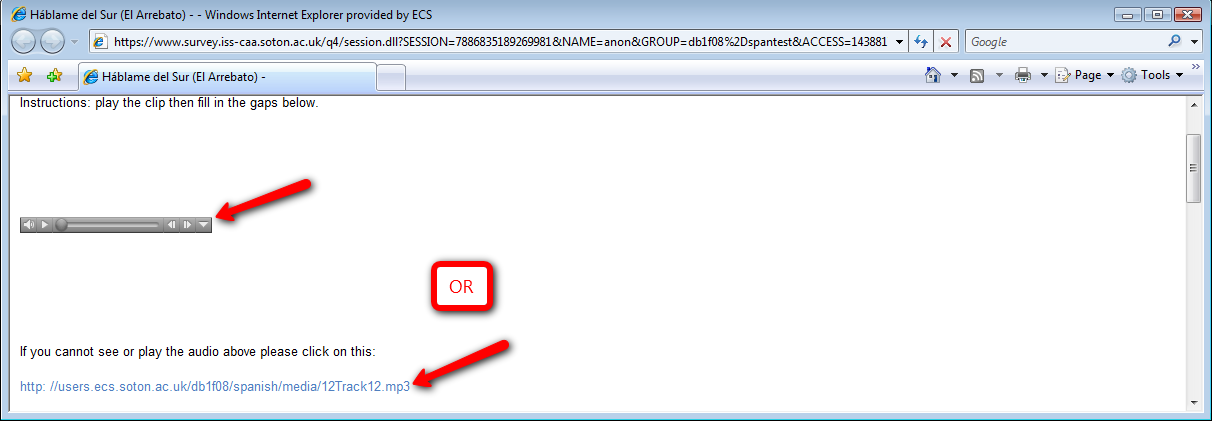 Háblame del Sur (El Arrebato) - - Windows Internet Explorer provided by ECS
https://www.survey.iss-caa.soton.ac.uk/q4/session.dll?SESSION=7886835189269981&NAME=anon&GROUP=db1f08%2Dspantest&ACCESS=143881
Google
Háblame del Sur (El Arrebato) -
Page
Tools
Instructions: play the clip then fill in the gaps below.
OR
If you cannot see or play the audio above please click on this:
http: //users.ecs.soton.ac.uk/db1f08/spanish/media/12Track12.mp3